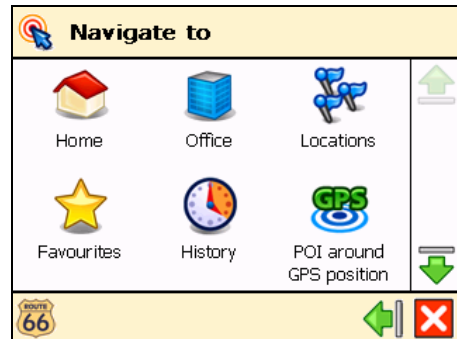 Navigate to
Home
Office
Locations
GPS
Favourites
History
POI around
GPS position
ROUTE
66